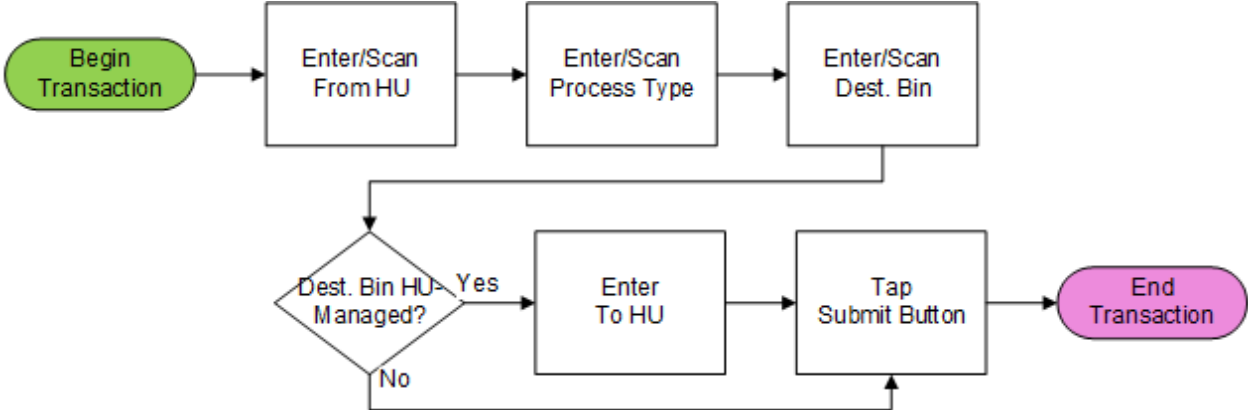 Begin
Transaction
Enter/Scan
From HU
Enter/Scan
Process Type
Enter/Scan
Dest. Bin
Dest. Bin HU-
Managed?
Yes
No
Enter
To HU
Tap
Submit Button
End
Transaction